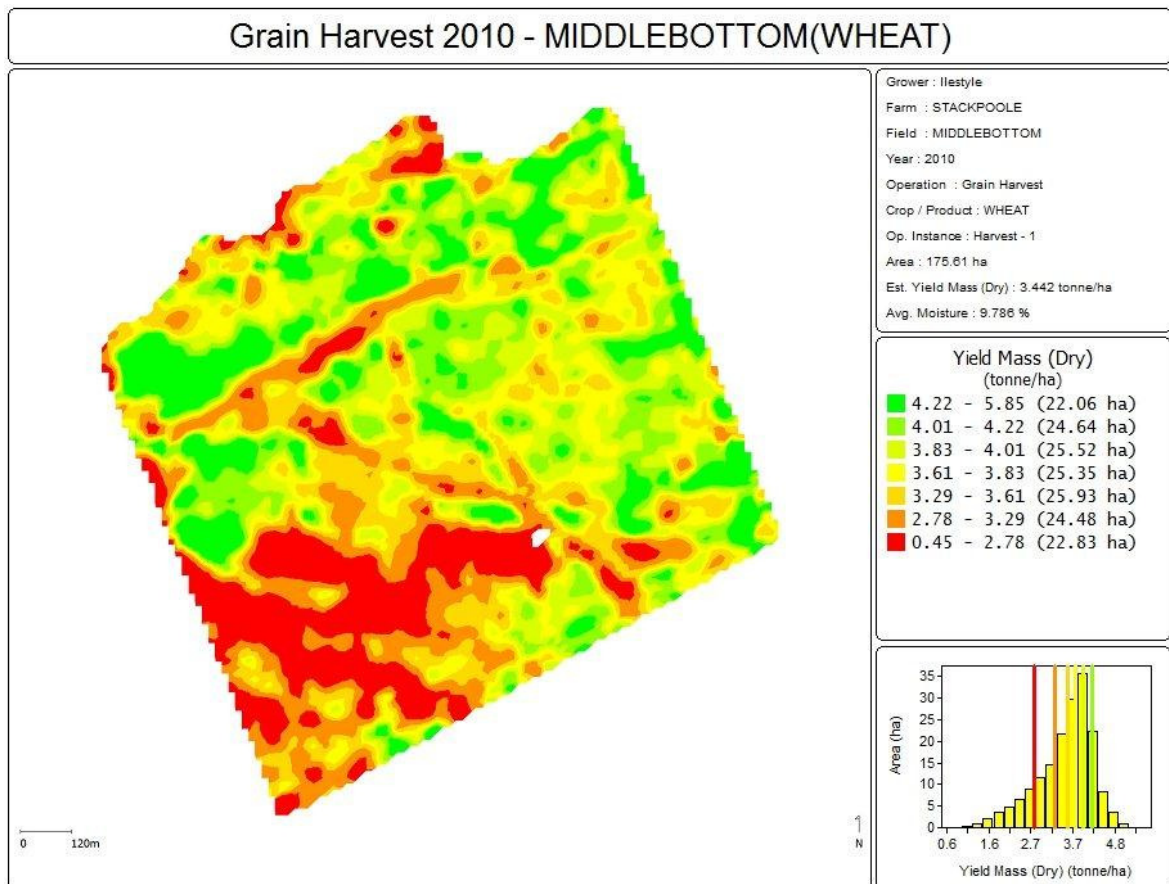 Grain Harvest 2010 - MIDDLEBOTTOM(WHEAT)
Grower : Ilestyle
Farm : STACKPOOLE
Field : MIDDLEBOTTOM
Year : 2010
Operation : Grain Harvest
Crop / Product : WHEAT
Op. Instance : Harvest - 1
Area : 175.61 ha
Est. Yield Mass (Dry) : 3.442 tonne/ha
Avg. Moisture : 9.786 %
Yield Mass (Dry)
(tonne/ha)
4.22 - 5.85 (22.06 ha)
4.01 - 4.22 (24.64 ha)
3.83 - 4.01 (25.52 ha)
3.61 - 3.83 (25.35 ha)
3.29 - 3.61 (25.93 ha)
2.78 - 3.29 (24.48 ha)
0.45 - 2.78 (22.83 ha)
35
30
25
20
15
10
5
0
Area (ha)
0.6 1.6 2.7 3.7 4.8
Yield Mass (Dry) (tonne/ha)
0 120m
N